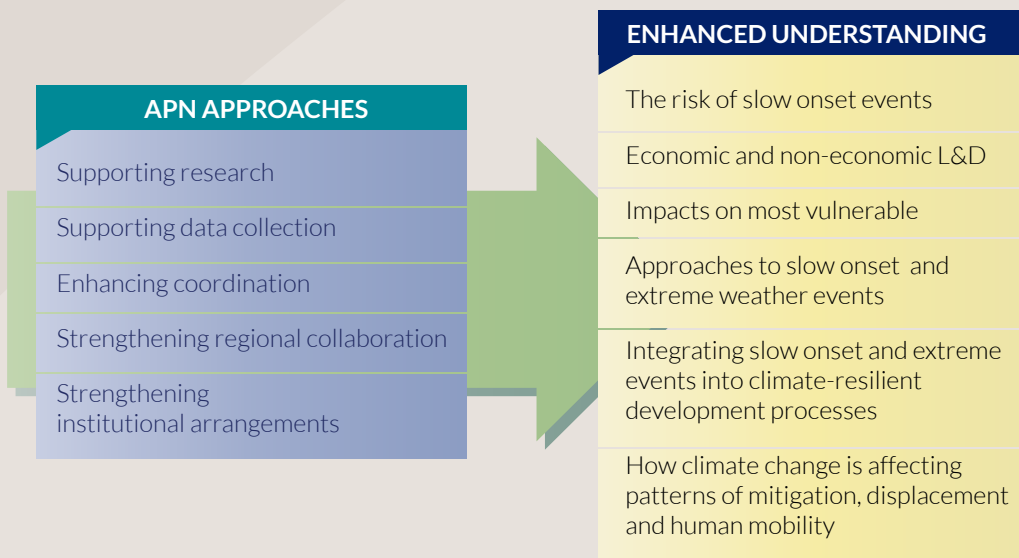 APN APPROACHES
Supporting research
Supporting data collection
Enhancing coordination
Strengthening regional collaboration
Strengthening
institutional arrangements
ENHANCED UNDERSTANDING
The risk of slow onset events
Economic and non-economic L&D
Impacts on most vulnerable
Approaches to slow onset and
extreme weather events
Integrating slow onset and extreme
events into climate-resilient
development processes
How climate change is affecting
patterns of mitigation, displacement
and human mobility